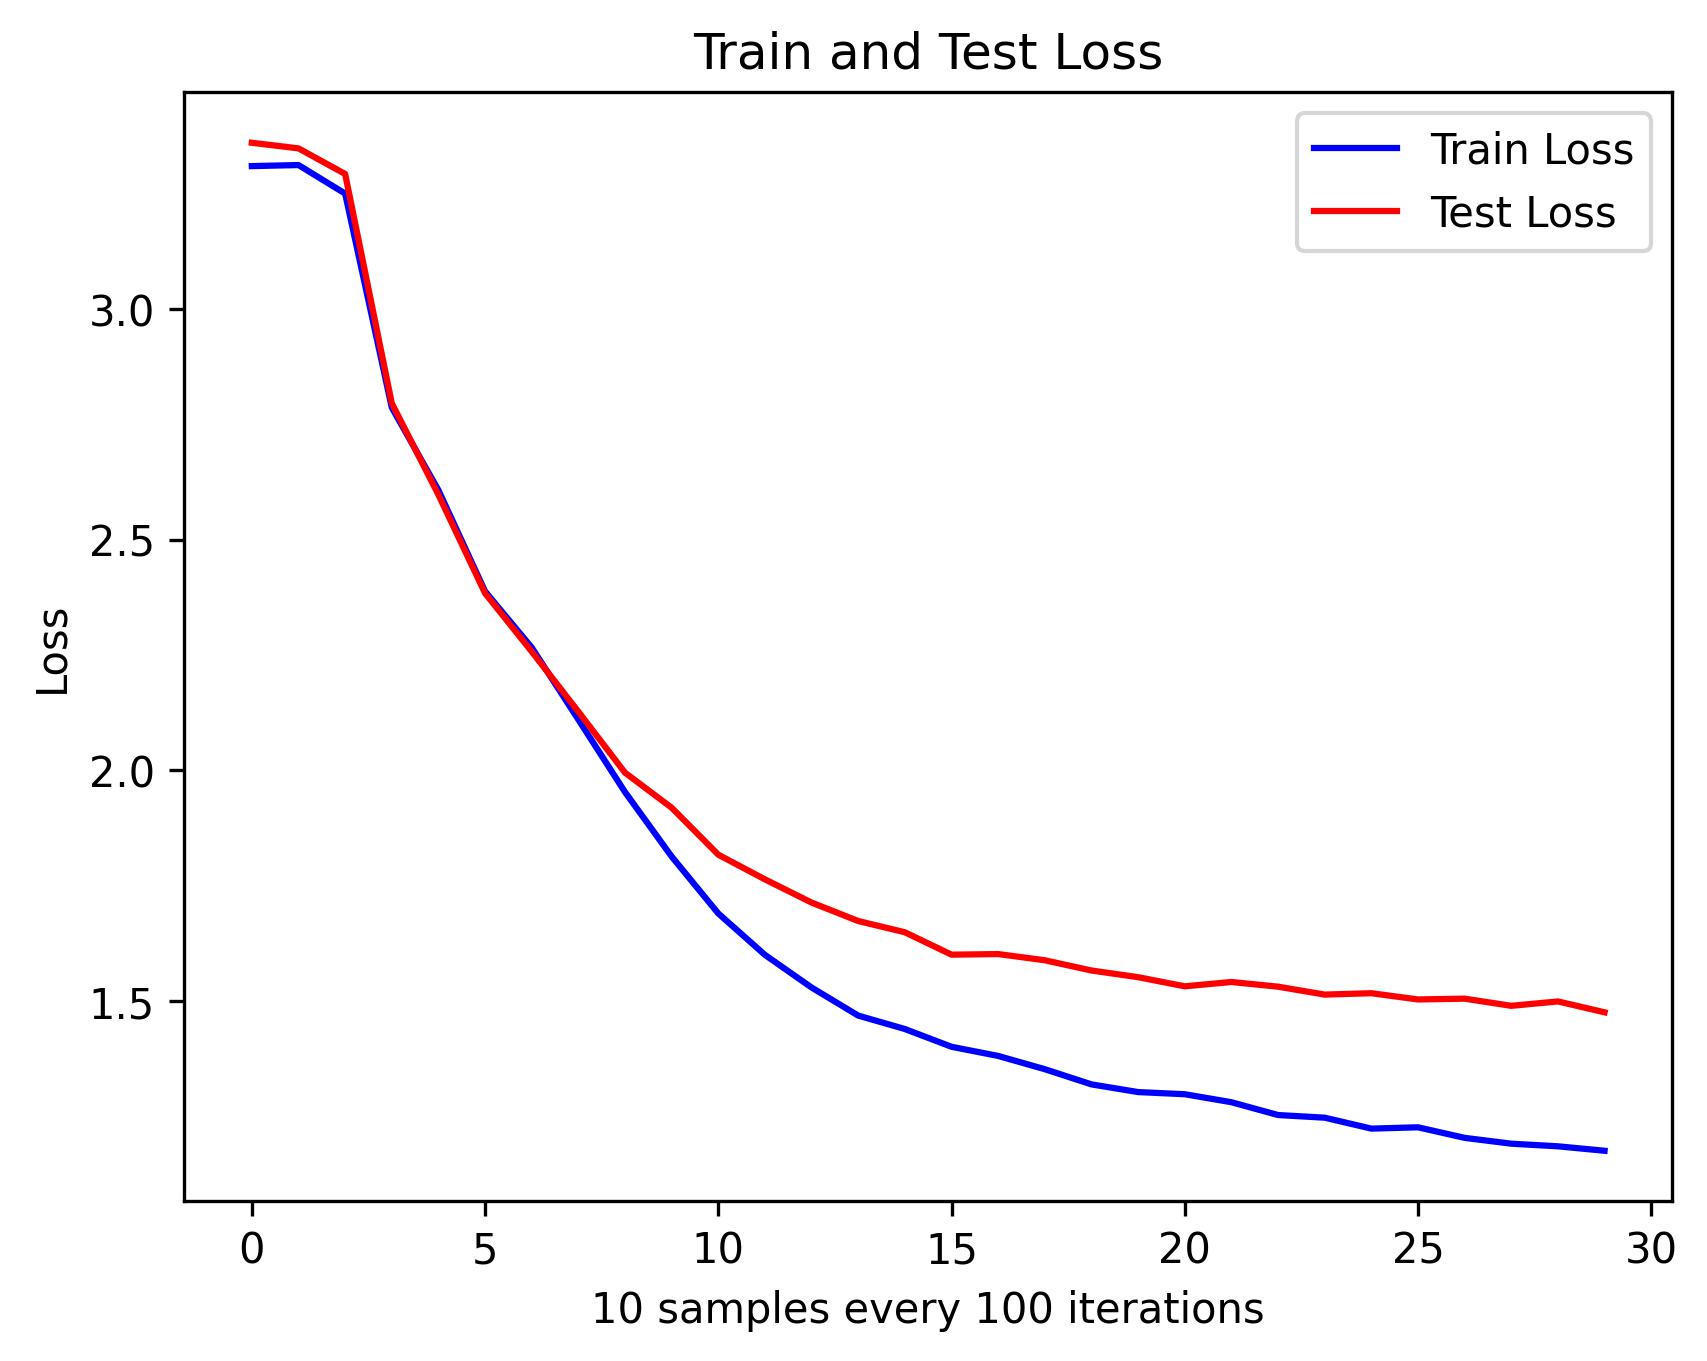 Train and Test Loss
Train Loss
Test Loss
3.0
2.5
2.0
1.5
Loss
0 5 10 15 20 25 30
10 samples every 100 iterations